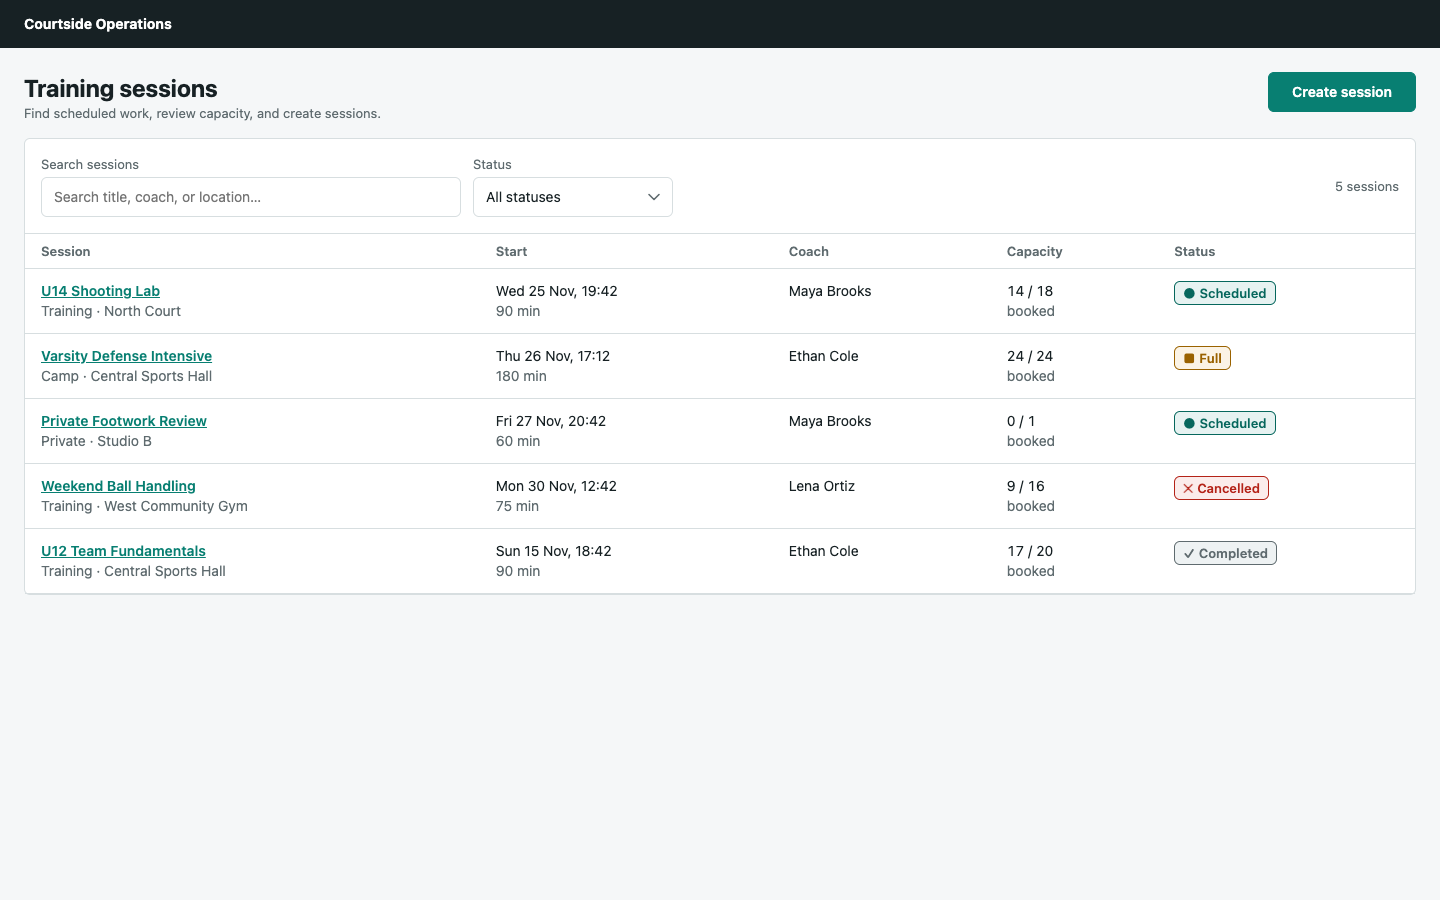 Courtside Operations
Training sessions
Find scheduled work, review capacity, and create sessions.
Create session
Search sessions
Status
Search title, coach, or location...
All statuses
5 sessions
Session Start Coach Capacity Status
U14 Shooting Lab Wed 25 Nov, 19:42 Maya Brooks 14 / 18 Scheduled
Training · North Court 90 min booked
Varsity Defense Intensive Thu 26 Nov, 17:12 Ethan Cole 24 / 24 Full
Camp · Central Sports Hall 180 min booked
Private Footwork Review Fri 27 Nov, 20:42 Maya Brooks 0 / 1 Scheduled
Private · Studio B 60 min booked
Weekend Ball Handling Mon 30 Nov, 12:42 Lena Ortiz 9 / 16 Cancelled
Training · West Community Gym 75 min booked
U12 Team Fundamentals Sun 15 Nov, 18:42 Ethan Cole 17 / 20 Completed
Training · Central Sports Hall 90 min booked